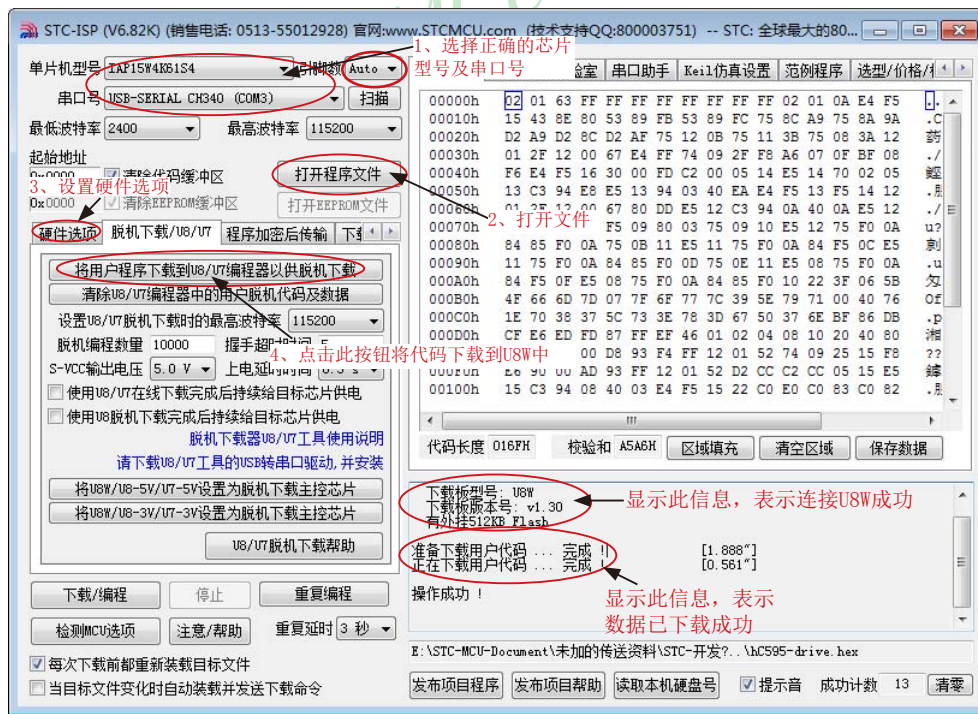 STC-ISP (V6.82K) (销售电话: 0513-55012928) 官网:www.STCMCU.com (技术支持QQ:800003751) -- STC: 全球最大的80...
1、选择正确的芯片
型号及串口号
单片机型号 IAP15W4K61S4 引脚数 Auto
串口号 USB-SERIAL CH340 (COM3) 扫描
最低波特率 2400 最高波特率 115200
起始地址
0x0000 清除代码缓冲区 打开程序文件
3、设置硬件选项
0x0000 清除EEPROM缓冲区 打开EEPROM文件
2、打开文件
硬件选项 脱机下载/U8/U7 程序加密后传输
将用户程序下载到U8/U7编程器以供脱机下载
清除U8/U7编程器中的用户脱机代码及数据
设置U8/U7脱机下载时的最高波特率 115200
脱机编程数量 10000 握手超时时间 5
4、点击此按钮将代码下载到U8W中
S-VCC输出电压 5.0 V 上电延时时间 0.5 s
使用U8/U7在线下载完成后持续给目标芯片供电
使用U8脱机下载完成后持续给目标芯片供电
脱机下载器U8/U7工具使用说明
请下载U8/U7工具的USB转串口驱动,并安装
将U8W/U8-5V/U7-5V设置为脱机下载主控芯片
将U8W/U8-3V/U7-3V设置为脱机下载主控芯片
U8/U7脱机下载帮助
下载/编程 停止 重复编程
检测MCU选项 注意/帮助 重复延时 3 秒
每次下载前都重新装载目标文件
当目标文件变化时自动装载并发送下载命令
串口助手 Keil仿真设置 范例程序 选型/价格/
00000h 02 01 63 FF FF FF FF FF FF FF FF 02 01 0A E4 F5 ..
00010h 15 43 8E 80 53 89 FB 53 89 FC 75 8C A9 75 8A 9A .C
00020h D2 A9 D2 8C D2 AF 75 12 0B 75 11 3B 75 08 3A 12 药
00030h 01 2F 12 00 67 E4 FF 74 09 2F F8 A6 07 0F BF 08 ./
00040h F6 E4 F5 16 30 00 FD C2 00 05 14 E5 14 70 02 05
00050h 13 C3 94 E8 E5 13 94 03 40 EA E4 F5 13 F5 14 12
00060h 01 2F 12 00 67 80 DD E5 12 C3 94 0A 40 0A E5 12 ./
00070h F5 09 80 03 75 09 10 E5 12 75 F0 0A u?
00080h 84 85 F0 0A 75 0B 11 E5 11 75 F0 0A 84 F5 0C E5
00090h 11 75 F0 0A 84 85 F0 0D 75 0E 11 E5 08 75 F0 0A .u
000A0h 84 F5 0F E5 08 75 F0 0A 84 85 F0 10 22 3F 06 5B
000B0h 4F 66 6D 7D 07 7F 6F 77 7C 39 5E 79 71 00 40 76 Of
000C0h 1E 70 38 37 5C 73 3E 78 3D 67 50 37 6E BF 86 DB .p
000D0h CF E6 ED FD 87 FF EF 46 01 02 04 08 10 20 40 80 湘
00 D8 93 F4 FF 12 01 52 74 09 25 15 F8 ??
000F0h E6 90 00 AD 93 FF 12 01 52 D2 CC C2 CC 05 15 E5
00100h 15 C3 94 08 40 03 E4 F5 15 22 C0 E0 C0 83 C0 82
代码长度 016FH 校验和 A5A6H 区域填充 清空区域 保存数据
下载板型号: U8W
下载板版本号: v1.30
有外挂512KB Flash
显示此信息，表示连接U8W成功
准备下载用户代码 ... 完成 ! [1.888"]
正在下载用户代码 ... 完成 ! [0.561"]
操作成功 !
显示此信息，表示
数据已下载成功
E:\STC-MCU-Document\未加的传送资料\STC-开发?..\hC595-drive.hex
发布项目程序 发布项目帮助 读取本机硬盘号 提示音 成功计数 13 清零